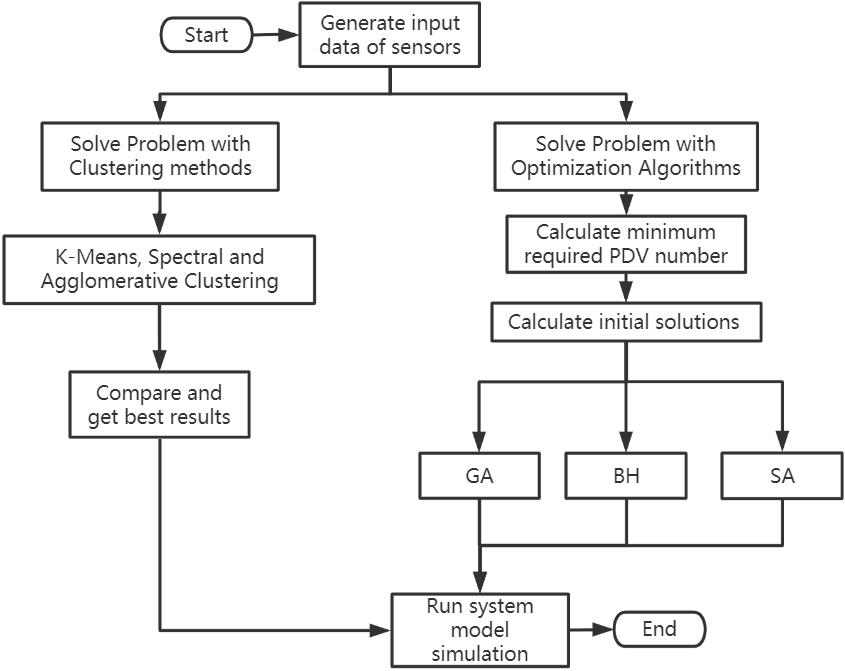 Start
Generate input
data of sensors
Solve Problem with
Clustering methods
Solve Problem with
Optimization Algorithms
K-Means, Spectral and
Agglomerative Clustering
Calculate minimum
required PDV number
Calculate initial solutions
Compare and
get best results
GA
BH
SA
Run system
model
simulation
End